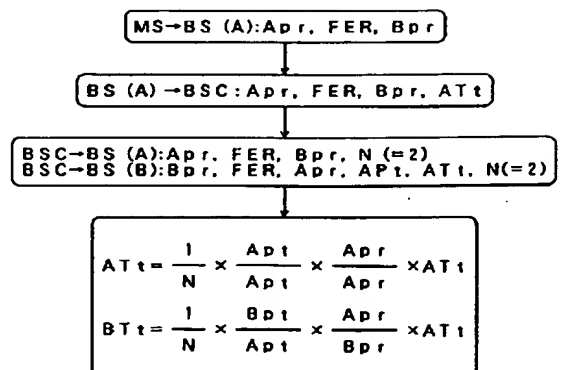 MS→BS (A):Apr, FER, Bpr
BS (A)→BSC:Apr, FER, Bpr, ATt
BSC→BS (A):Apr, FER, Bpr, N (=2)
BSC→BS (B):Bpr, FER, Apr, APt, ATt, N(=2)
ATt = 1/N × Apt/Apt × Apr/Apr ×ATt
BTt = 1/N × Bpt/Apt × Apr/Bpr ×ATt